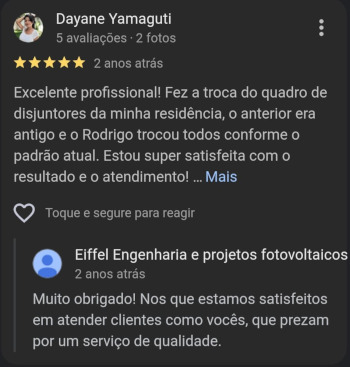 Dayane Yamaguti
5 avaliações · 2 fotos
2 anos atrás
Excelente profissional! Fez a troca do quadro de
disjuntores da minha residência, o anterior era
antigo e o Rodrigo trocou todos conforme o
padrão atual. Estou super satisfeita com o
resultado e o atendimento! ... Mais
Toque e segure para reagir
Eiffel Engenharia e projetos fotovoltaicos
2 anos atrás
Muito obrigado! Nos que estamos satisfeitos
em atender clientes como vocês, que prezam
por um serviço de qualidade.